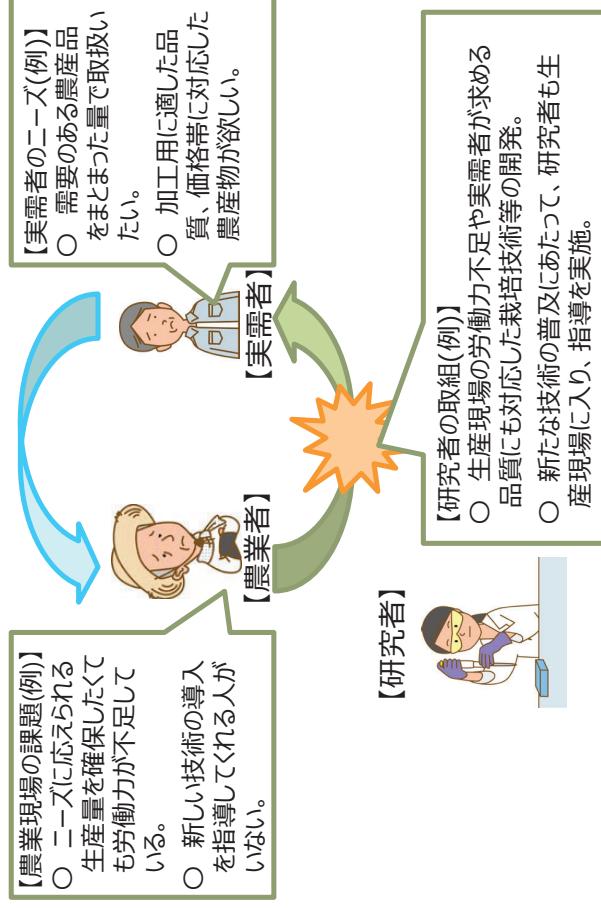 【農業現場の課題(例)】
〇 ニーズに応えられる
生産量を確保したくて
も労働力が不足して
いる。
〇 新しい技術の導入
を指導してくれる人が
いない。
【農業者】
【実需者のニーズ(例)】
〇 需要のある農産品
をまとまった量で取扱い
たい。
〇 加工用に適した品
質、価格帯に対応した
農産物が欲しい。
【実需者】
【研究者】
【研究者の取組(例)】
〇 生産現場の労働力不足や実需者が求める
品質にも対応した栽培技術等の開発。
〇 新たな技術の普及にあたって、研究者も生
産現場に入り、指導を実施。